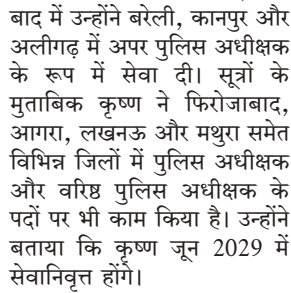 बाद में उन्होंने बरेली, कानपुर और
अलीगढ़ में अपर पुलिस अधीक्षक
के रूप में सेवा दी। सूत्रों के
मुताबिक कृष्ण ने फिरोजाबाद,
आगरा, लखनऊ और मथुरा समेत
विभिन्न जिलों में पुलिस अधीक्षक
और वरिष्ठ पुलिस अधीक्षक के
पदों पर भी काम किया है। उन्होंने
बताया कि कृष्ण जून 2029 में
सेवानिवृत्त होंगे।